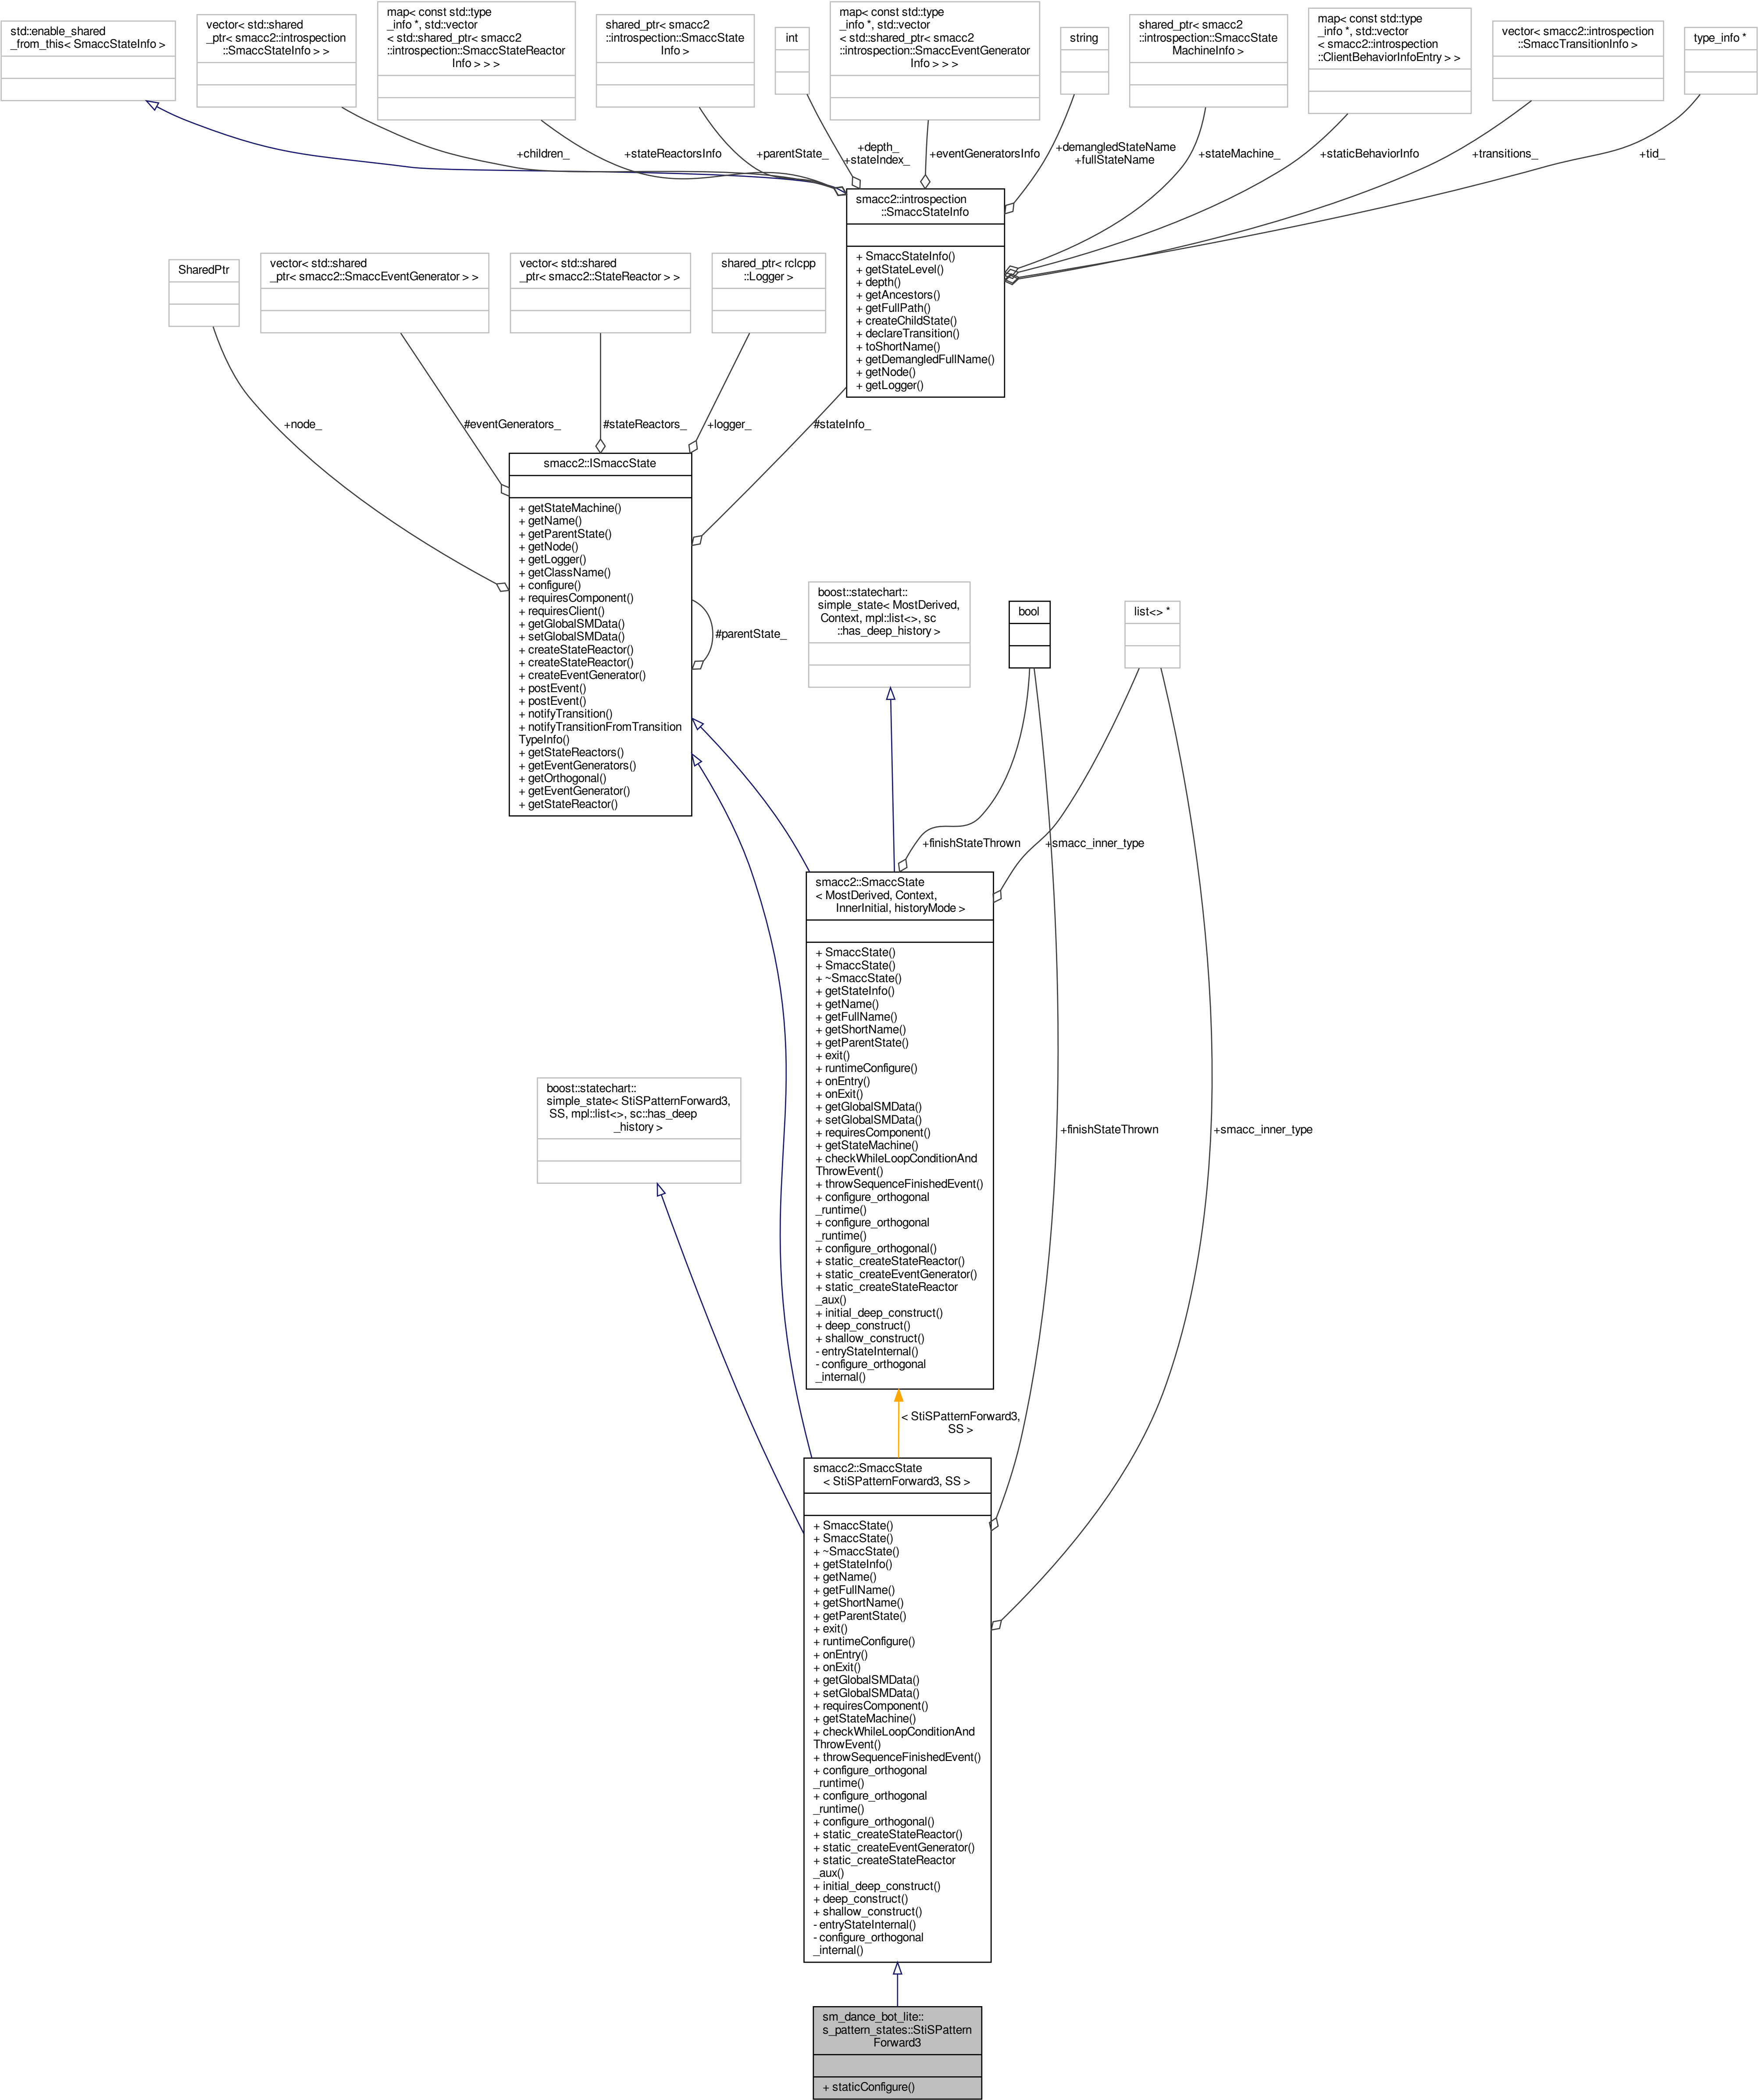 std::enable_shared
_from_this< SmaccStateInfo >
vector< std::shared
_ptr< smacc2::introspection
::SmaccStateInfo > >
map< const std::type
_info *, std::vector
< std::shared_ptr< smacc2
::introspection::SmaccStateReactor
Info > > >
shared_ptr< smacc2
::introspection::SmaccState
Info >
int
map< const std::type
_info *, std::vector
< std::shared_ptr< smacc2
::introspection::SmaccEventGenerator
Info > > >
string
shared_ptr< smacc2
::introspection::SmaccState
MachineInfo >
map< const std::type
_info *, std::vector
< smacc2::introspection
::ClientBehaviorInfoEntry > >
vector< smacc2::introspection
::SmaccTransitionInfo >
type_info *
+children_
+stateReactorsInfo
+parentState_
+depth_
+stateIndex_
+eventGeneratorsInfo
+demangledStateName
+fullStateName
+stateMachine_
+staticBehaviorInfo
+transitions_
+tid_
smacc2::introspection
::SmaccStateInfo
+ SmaccStateInfo()
+ getStateLevel()
+ depth()
+ getAncestors()
+ getFullPath()
+ createChildState()
+ declareTransition()
+ toShortName()
+ getDemangledFullName()
+ getNode()
+ getLogger()
SharedPtr
vector< std::shared
_ptr< smacc2::SmaccEventGenerator > >
vector< std::shared
_ptr< smacc2::StateReactor > >
shared_ptr< rclcpp
::Logger >
+node_
#eventGenerators_
#stateReactors_
+logger_
#stateInfo_
smacc2::ISmaccState
+ getStateMachine()
+ getName()
+ getParentState()
+ getNode()
+ getLogger()
+ getClassName()
+ configure()
+ requiresComponent()
+ requiresClient()
+ getGlobalSMData()
+ setGlobalSMData()
+ createStateReactor()
+ createStateReactor()
+ createEventGenerator()
+ postEvent()
+ postEvent()
+ notifyTransition()
+ notifyTransitionFromTransition
TypeInfo()
+ getStateReactors()
+ getEventGenerators()
+ getOrthogonal()
+ getEventGenerator()
+ getStateReactor()
#parentState_
boost::statechart::
simple_state< MostDerived,
Context, mpl::list<>, sc
::has_deep_history >
bool
list<> *
+finishStateThrown
+smacc_inner_type
smacc2::SmaccState
< MostDerived, Context,
InnerInitial, historyMode >
+ SmaccState()
+ SmaccState()
+ ~SmaccState()
+ getStateInfo()
+ getName()
+ getFullName()
+ getShortName()
+ getParentState()
+ exit()
+ runtimeConfigure()
+ onEntry()
+ onExit()
+ getGlobalSMData()
+ setGlobalSMData()
+ requiresComponent()
+ getStateMachine()
+ checkWhileLoopConditionAnd
ThrowEvent()
+ throwSequenceFinishedEvent()
+ configure_orthogonal
_runtime()
+ configure_orthogonal
_runtime()
+ configure_orthogonal()
+ static_createStateReactor()
+ static_createEventGenerator()
+ static_createStateReactor
_aux()
+ initial_deep_construct()
+ deep_construct()
+ shallow_construct()
- entryStateInternal()
- configure_orthogonal
_internal()
boost::statechart::
simple_state< StiSPatternForward3,
SS, mpl::list<>, sc::has_deep
_history >
+finishStateThrown
+smacc_inner_type
< StiSPatternForward3,
SS >
smacc2::SmaccState
< StiSPatternForward3, SS >
+ SmaccState()
+ SmaccState()
+ ~SmaccState()
+ getStateInfo()
+ getName()
+ getFullName()
+ getShortName()
+ getParentState()
+ exit()
+ runtimeConfigure()
+ onEntry()
+ onExit()
+ getGlobalSMData()
+ setGlobalSMData()
+ requiresComponent()
+ getStateMachine()
+ checkWhileLoopConditionAnd
ThrowEvent()
+ throwSequenceFinishedEvent()
+ configure_orthogonal
_runtime()
+ configure_orthogonal
_runtime()
+ configure_orthogonal()
+ static_createStateReactor()
+ static_createEventGenerator()
+ static_createStateReactor
_aux()
+ initial_deep_construct()
+ deep_construct()
+ shallow_construct()
- entryStateInternal()
- configure_orthogonal
_internal()
sm_dance_bot_lite::
s_pattern_states::StiSPattern
Forward3
+ staticConfigure()